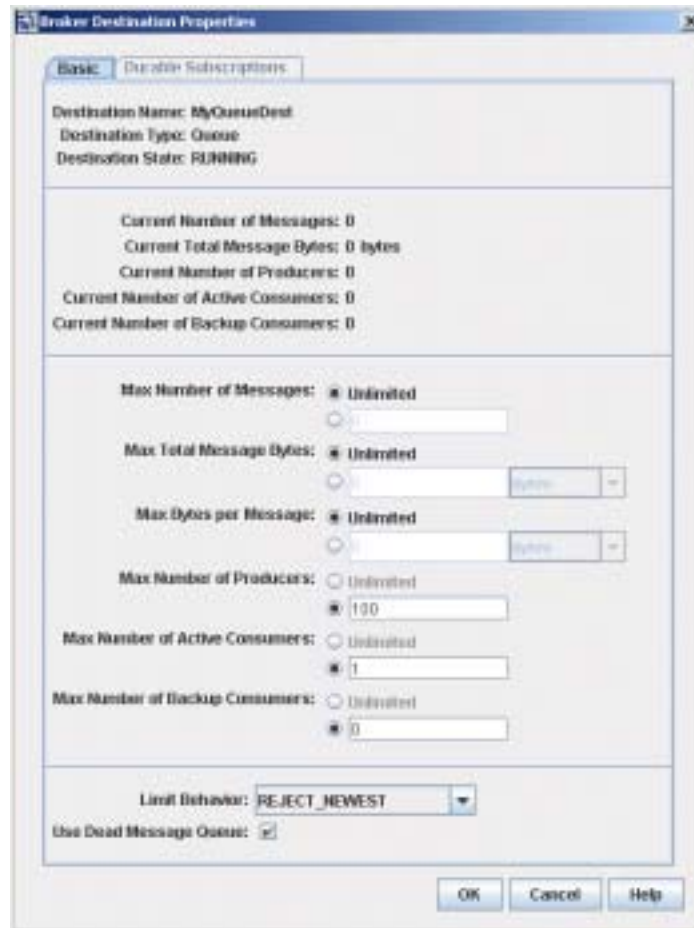 Broker Destination Properties
Basic
Durable Subscriptions
Destination Name: MyQueueDest
Destination Type: Queue
Destination State: RUNNING
Current Number of Messages: 0
Current Total Message Bytes: 0 bytes
Current Number of Producers: 0
Current Number of Active Consumers: 0
Current Number of Backup Consumers: 0
Max Number of Messages: Unlimited
Max Total Message Bytes: Unlimited
Bytes
Max Bytes per Message: Unlimited
Bytes
Max Number of Producers: Unlimited
100
Max Number of Active Consumers: Unlimited
1
Max Number of Backup Consumers: Unlimited
0
Limit Behavior: REJECT_NEWEST
Use Dead Message Queue:
OK Cancel Help